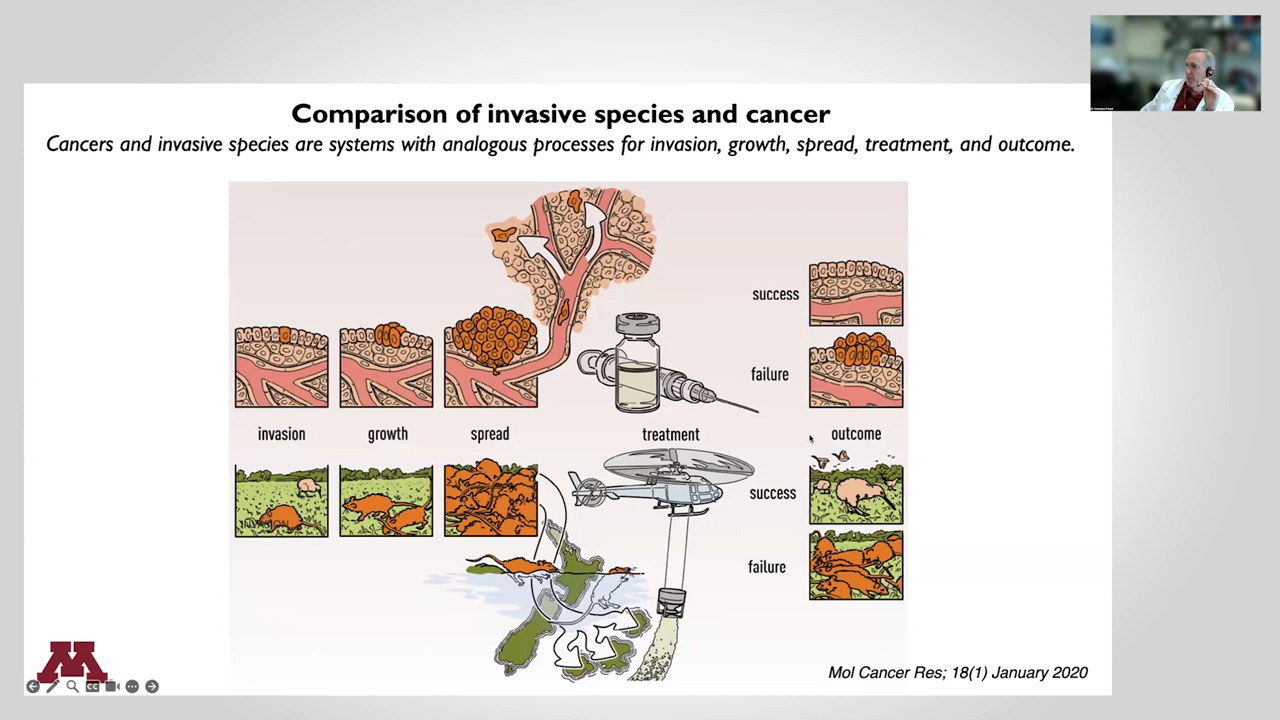 Comparison of invasive species and cancer
Cancers and invasive species are systems with analogous processes for invasion, growth, spread, treatment, and outcome.
success
failure
invasion
growth
spread
treatment
outcome
success
INVASION
failure
M
CC
Mol Cancer Res; 18(1) January 2020